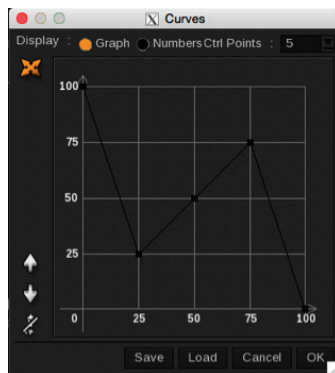 X Curves
Display : Graph Numbers Ctrl Points : 5
100
75
50
25
0 25 50 75 100
Save Load Cancel OK